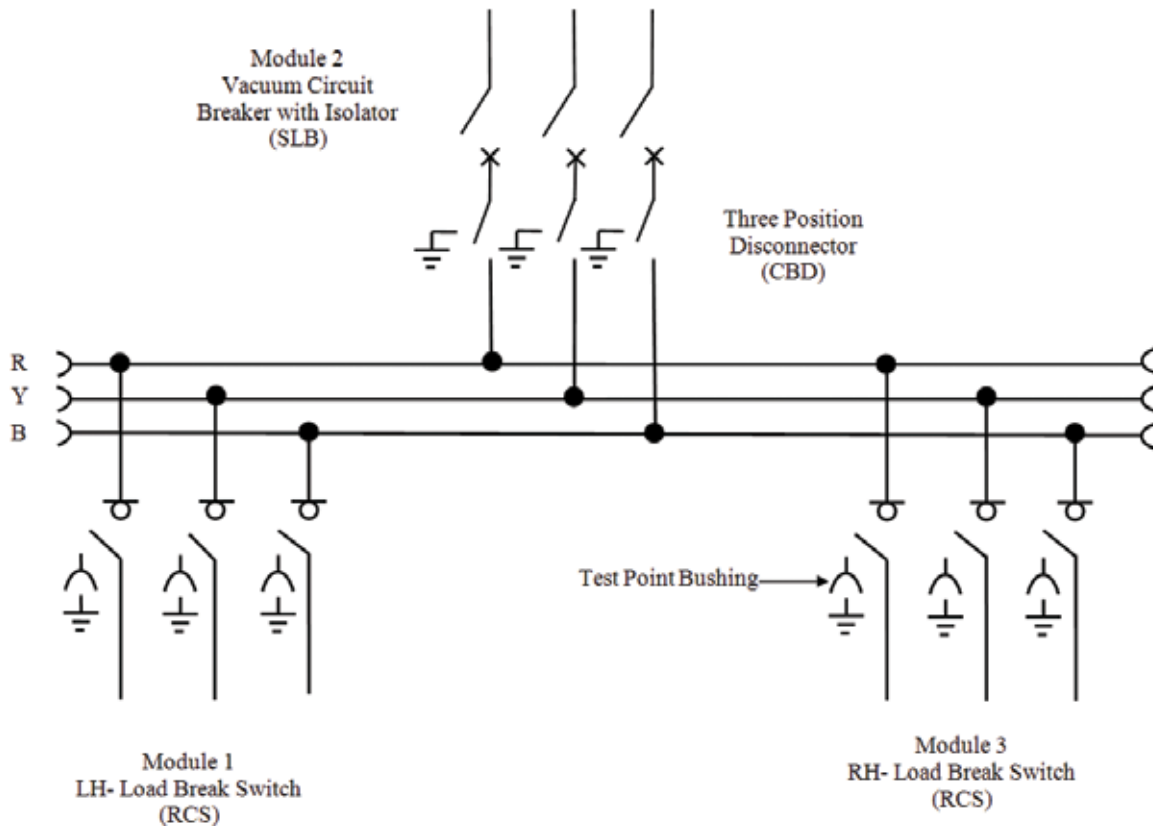 Module 2
Vacuum Circuit
Breaker with Isolator
(SLB)
Three Position
Disconnector
(CBD)
R
Y
B
Test Point Bushing
Module 1
LH- Load Break Switch
(RCS)
Module 3
RH- Load Break Switch
(RCS)